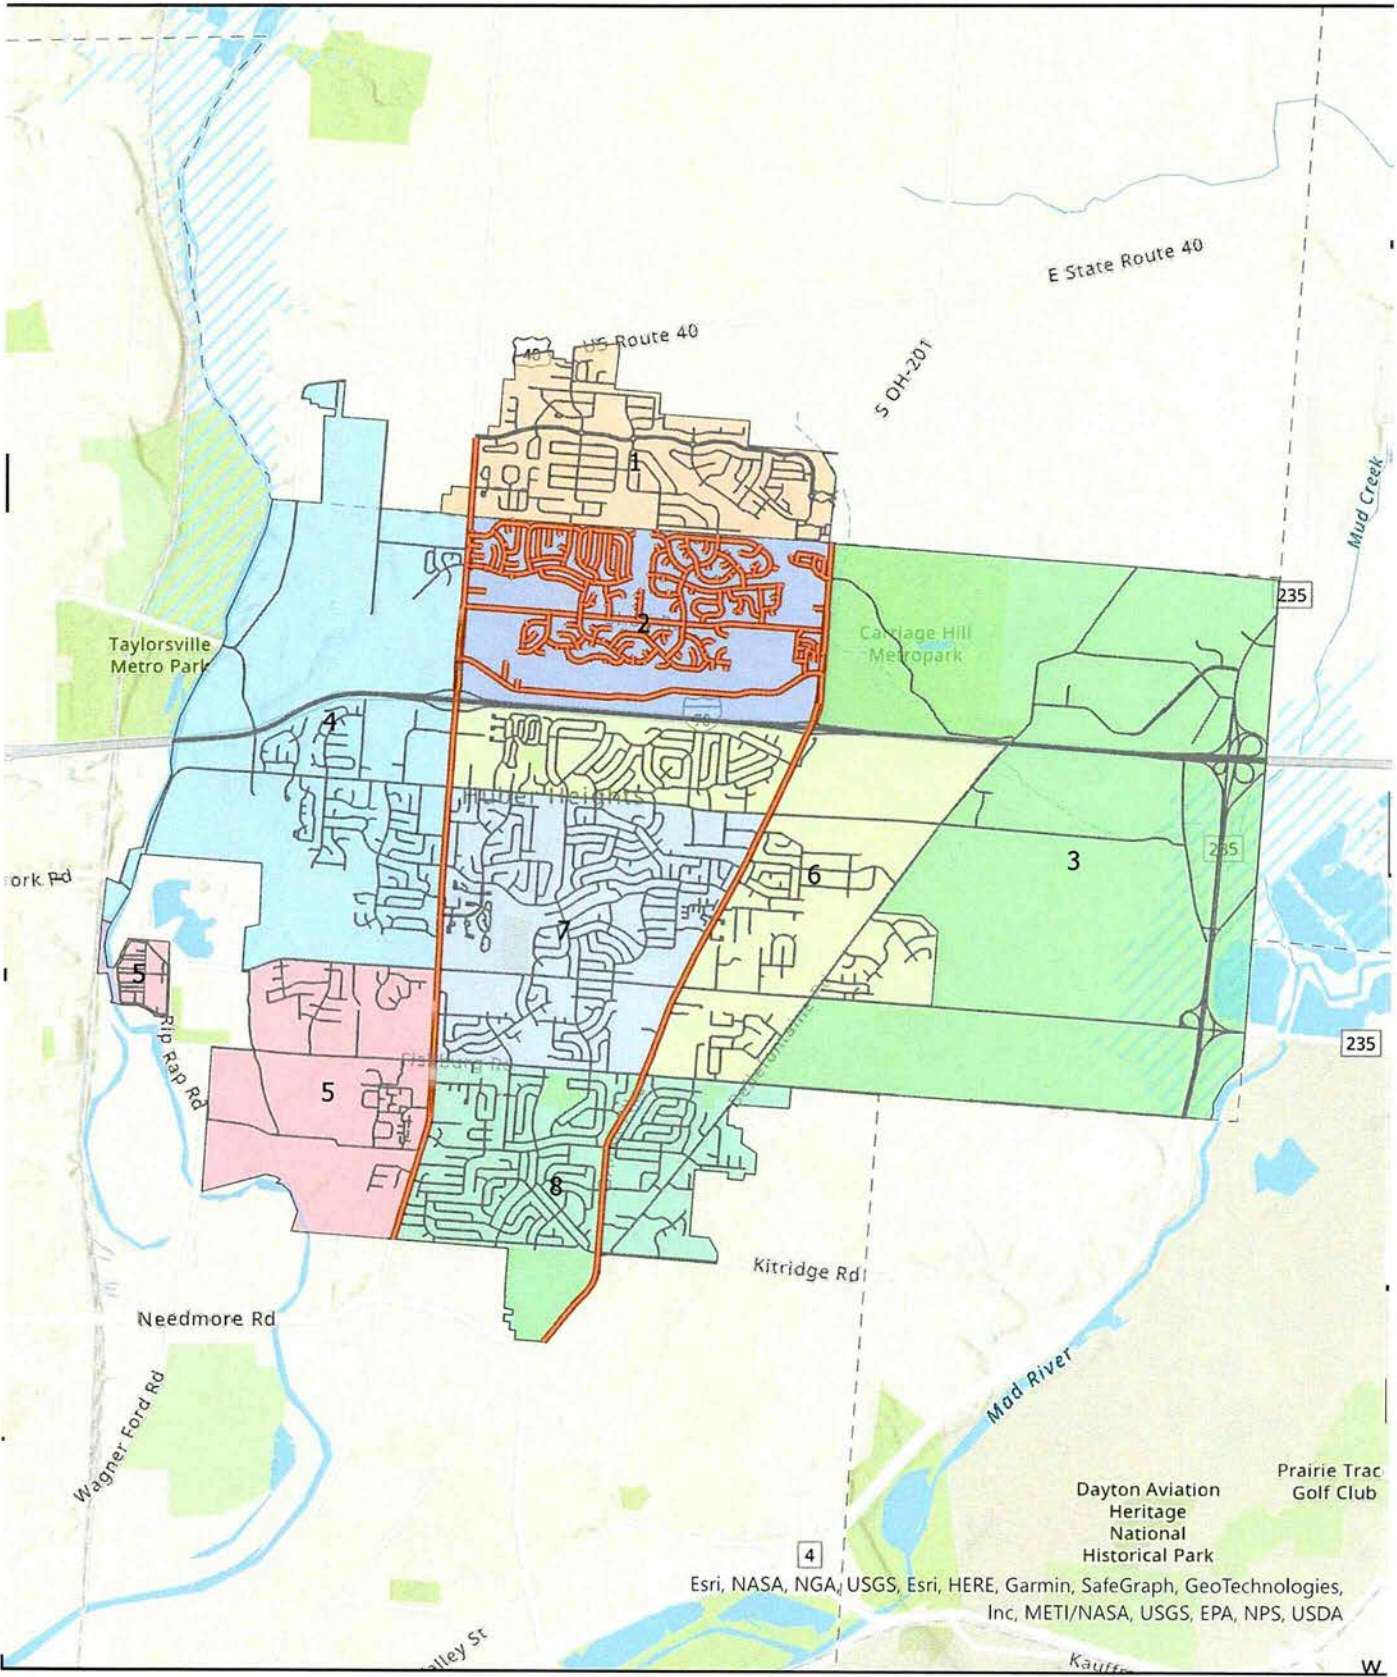 E State Route 40
40
US Route 40
S OH-201
1
Mud Creek
235
2
Carriage Hill
Metropark
Taylorsville
Metro Park
4
70
Huber Heights
235
3
6
7
5
Rip Rap Rd
235
Fishburg Rd
5
8
Kitridge Rd
Needmore Rd
Mad River
Wagner Ford Rd
Prairie Trac
Golf Club
Dayton Aviation
Heritage
National
Historical Park
4
Esri, NASA, NGA, USGS, Esri, HERE, Garmin, SafeGraph, GeoTechnologies,
Inc, METI/NASA, USGS, EPA, NPS, USDA
alley St
W